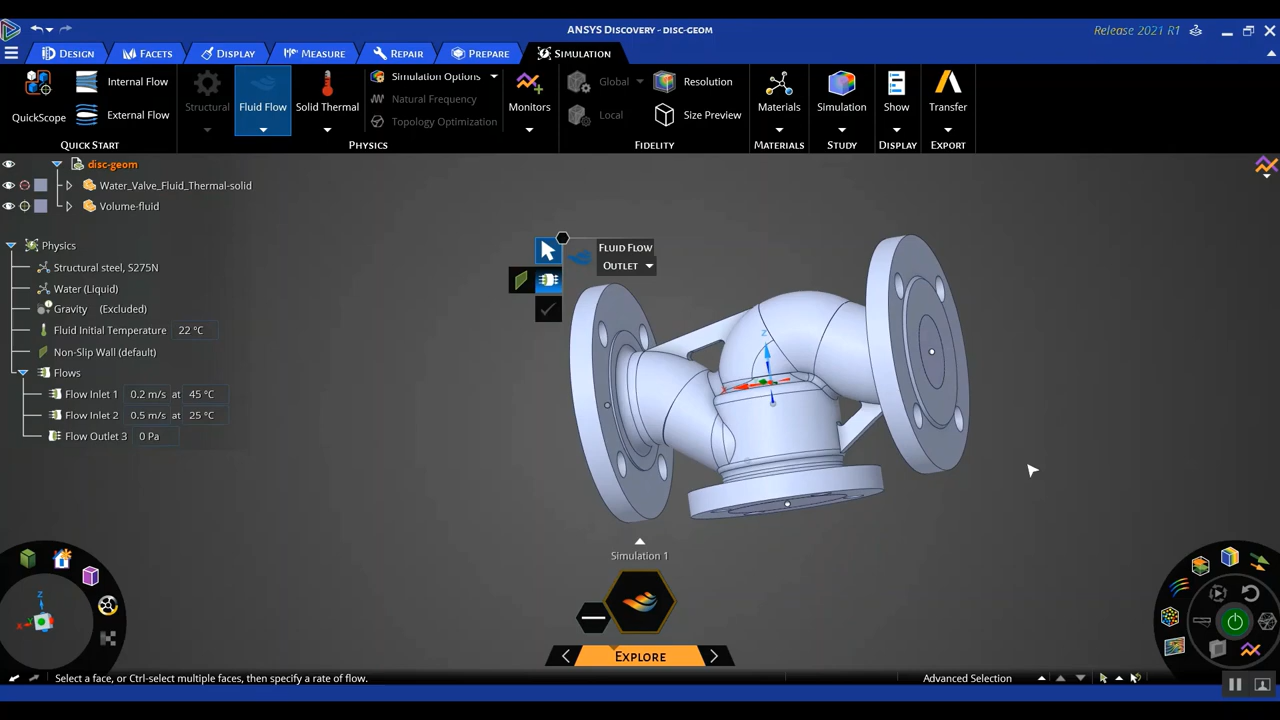 ANSYS Discovery - DISC-GEOM
Release 2021 R1
DESIGN
FACETS
DISPLAY
MEASURE
REPAIR
PREPARE
SIMULATION
QuickScope
Internal Flow
External Flow
QUICK START
Structural
Fluid Flow
Solid Thermal
Simulation Options
Natural Frequency
Topology Optimization
PHYSICS
Monitors
Global
Local
Resolution
Size Preview
FIDELITY
Materials
MATERIALS
Simulation
STUDY
Show
DISPLAY
Transfer
EXPORT
disc-geom
Water_Valve_Fluid_Thermal-solid
Volume-fluid
Physics
Structural steel, S275N
Water (Liquid)
Gravity (Excluded)
Fluid Initial Temperature 22 °C
Non-Slip Wall (default)
Flows
Flow Inlet 1 0.2 m/s at 45 °C
Flow Inlet 2 0.5 m/s at 25 °C
Flow Outlet 3 0 Pa
FLUID FLOW
OUTLET
Z
Simulation 1
EXPLORE
Z
X
Y
Select a face, or Ctrl-select multiple faces, then specify a rate of flow.
Advanced Selection